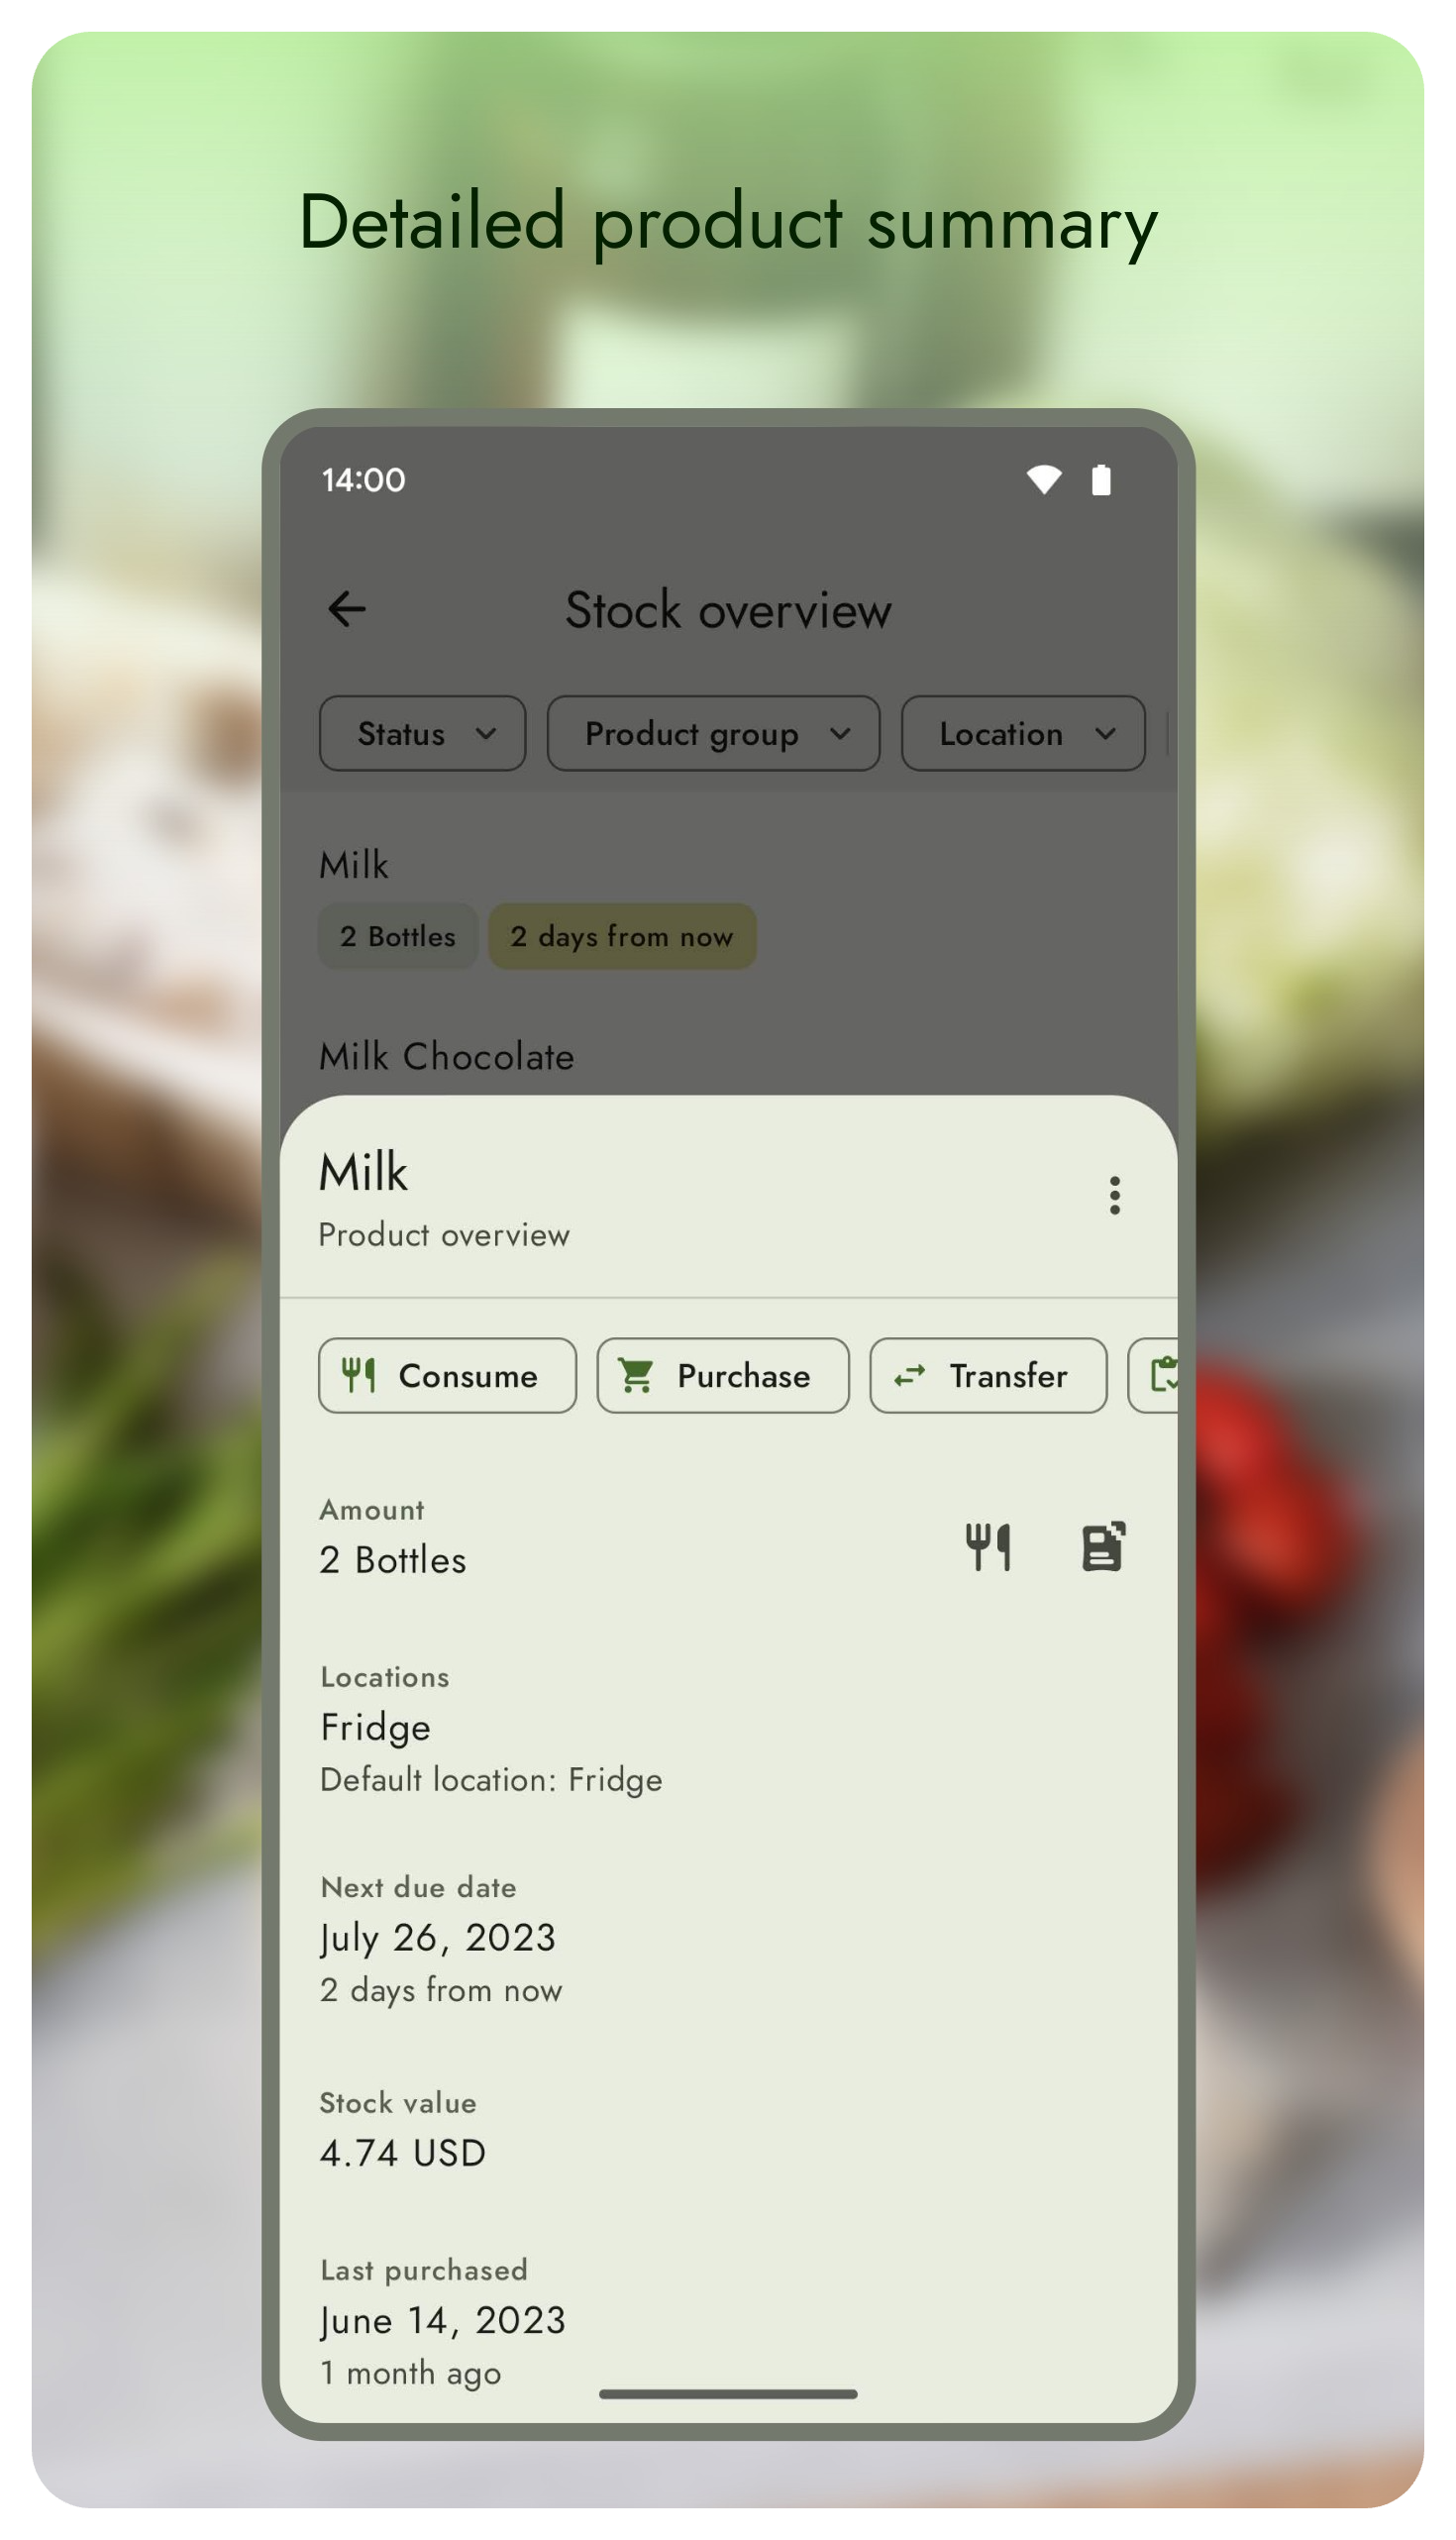 Detailed product summary
14:00
Stock overview
Status Product group Location
Milk
2 Bottles 2 days from now
Milk Chocolate
Milk
Product overview
Consume Purchase Transfer
Amount
2 Bottles
Locations
Fridge
Default location: Fridge
Next due date
July 26, 2023
2 days from now
Stock value
4.74 USD
Last purchased
June 14, 2023
1 month ago